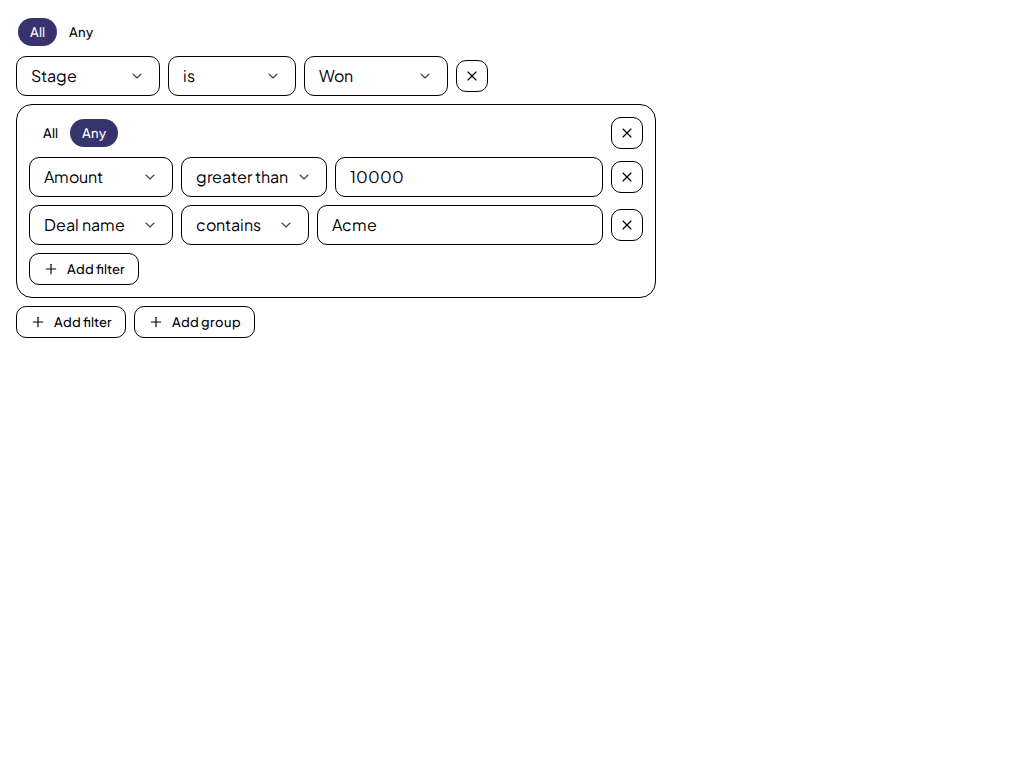 All Any
Stage is Won
All Any
Amount greater than 10000
Deal name contains Acme
Add filter
Add filter Add group